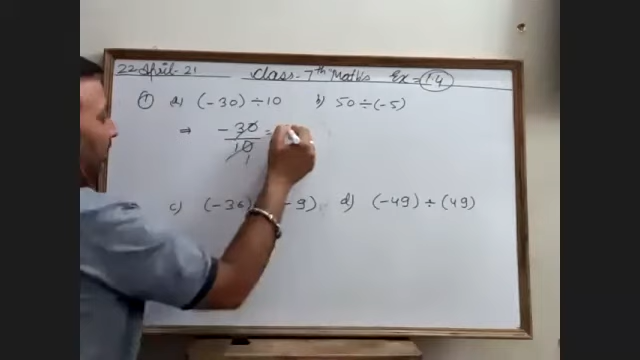 22 April-21 Class-7th Maths Ex=1.4
① a) (-30) ÷ 10 b) 50 ÷ (-5)
⇒ -30
10 =
1
c) (-36) -9) d) (-49) ÷ (49)